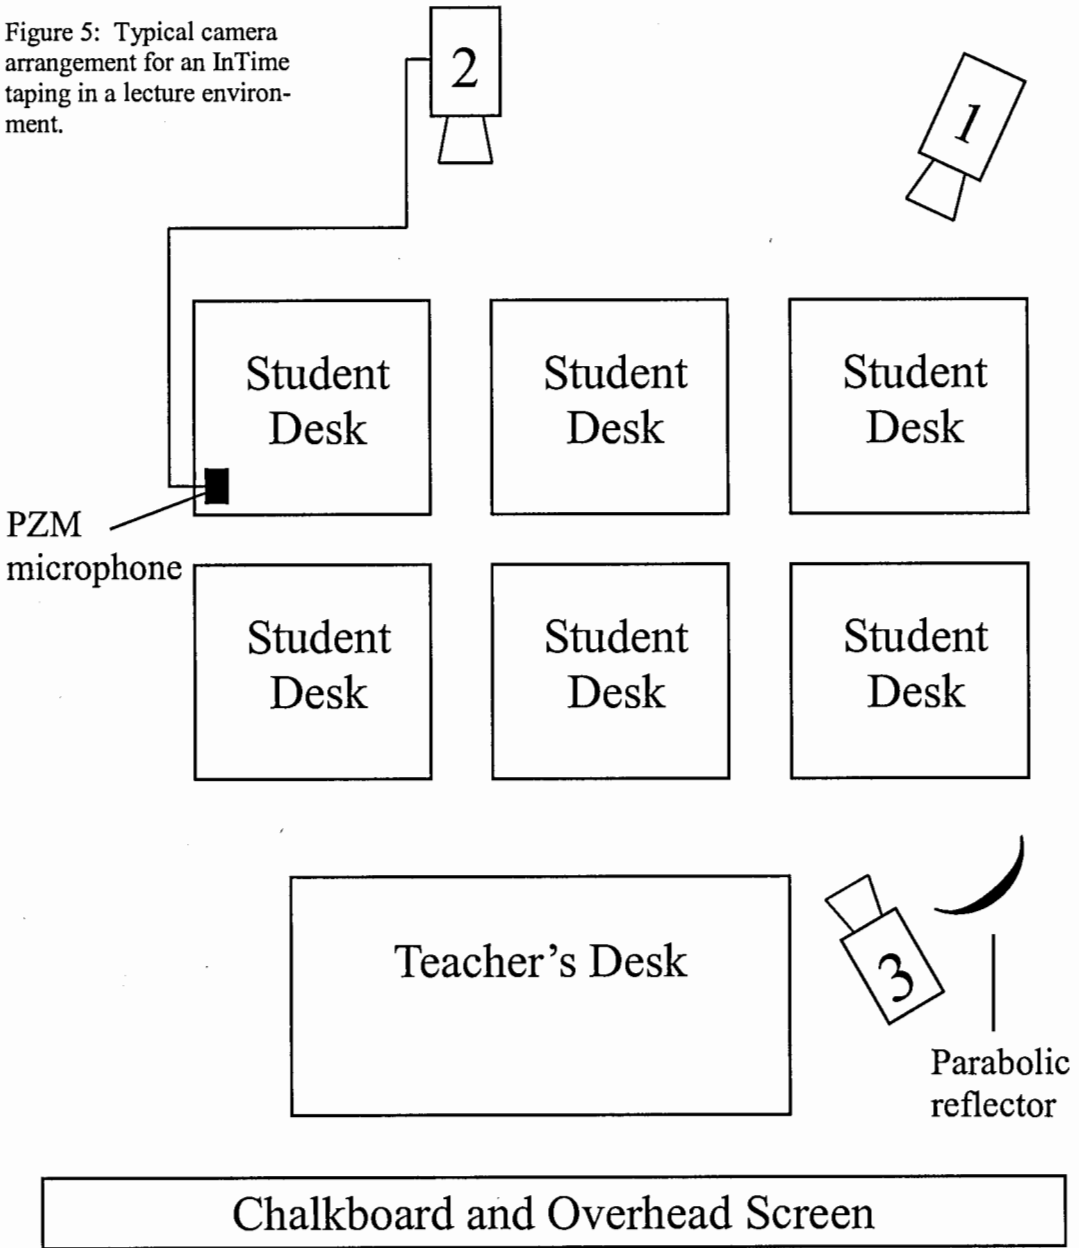 Figure 5:  Typical camera
arrangement for an InTime
taping in a lecture environ-
ment.
2
1
Student
Desk
Student
Desk
Student
Desk
PZM
microphone
Student
Desk
Student
Desk
Student
Desk
Teacher's Desk
3
Parabolic
reflector
Chalkboard and Overhead Screen